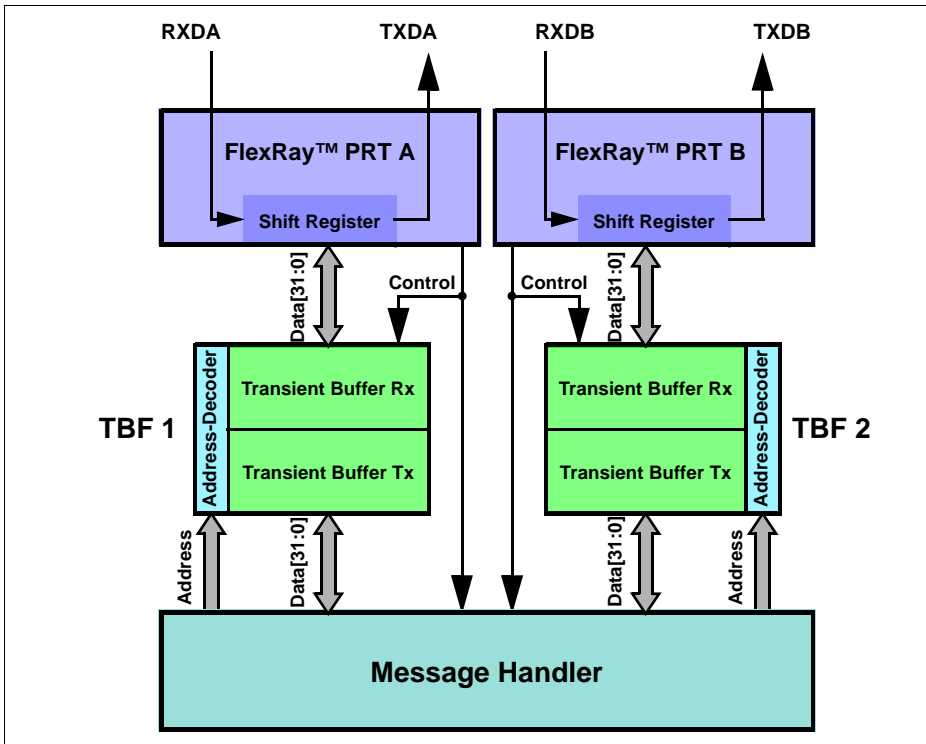 RXDA TXDA RXDB TXDB
FlexRay™ PRT A
FlexRay™ PRT B
Shift Register
Shift Register
Data[31:0]
Control
Control
Data[31:0]
TBF 1
Address-Decoder
Transient Buffer Rx
Transient Buffer Tx
Transient Buffer Rx
Transient Buffer Tx
Address-Decoder
TBF 2
Address
Data[31:0]
Data[31:0]
Address
Message Handler